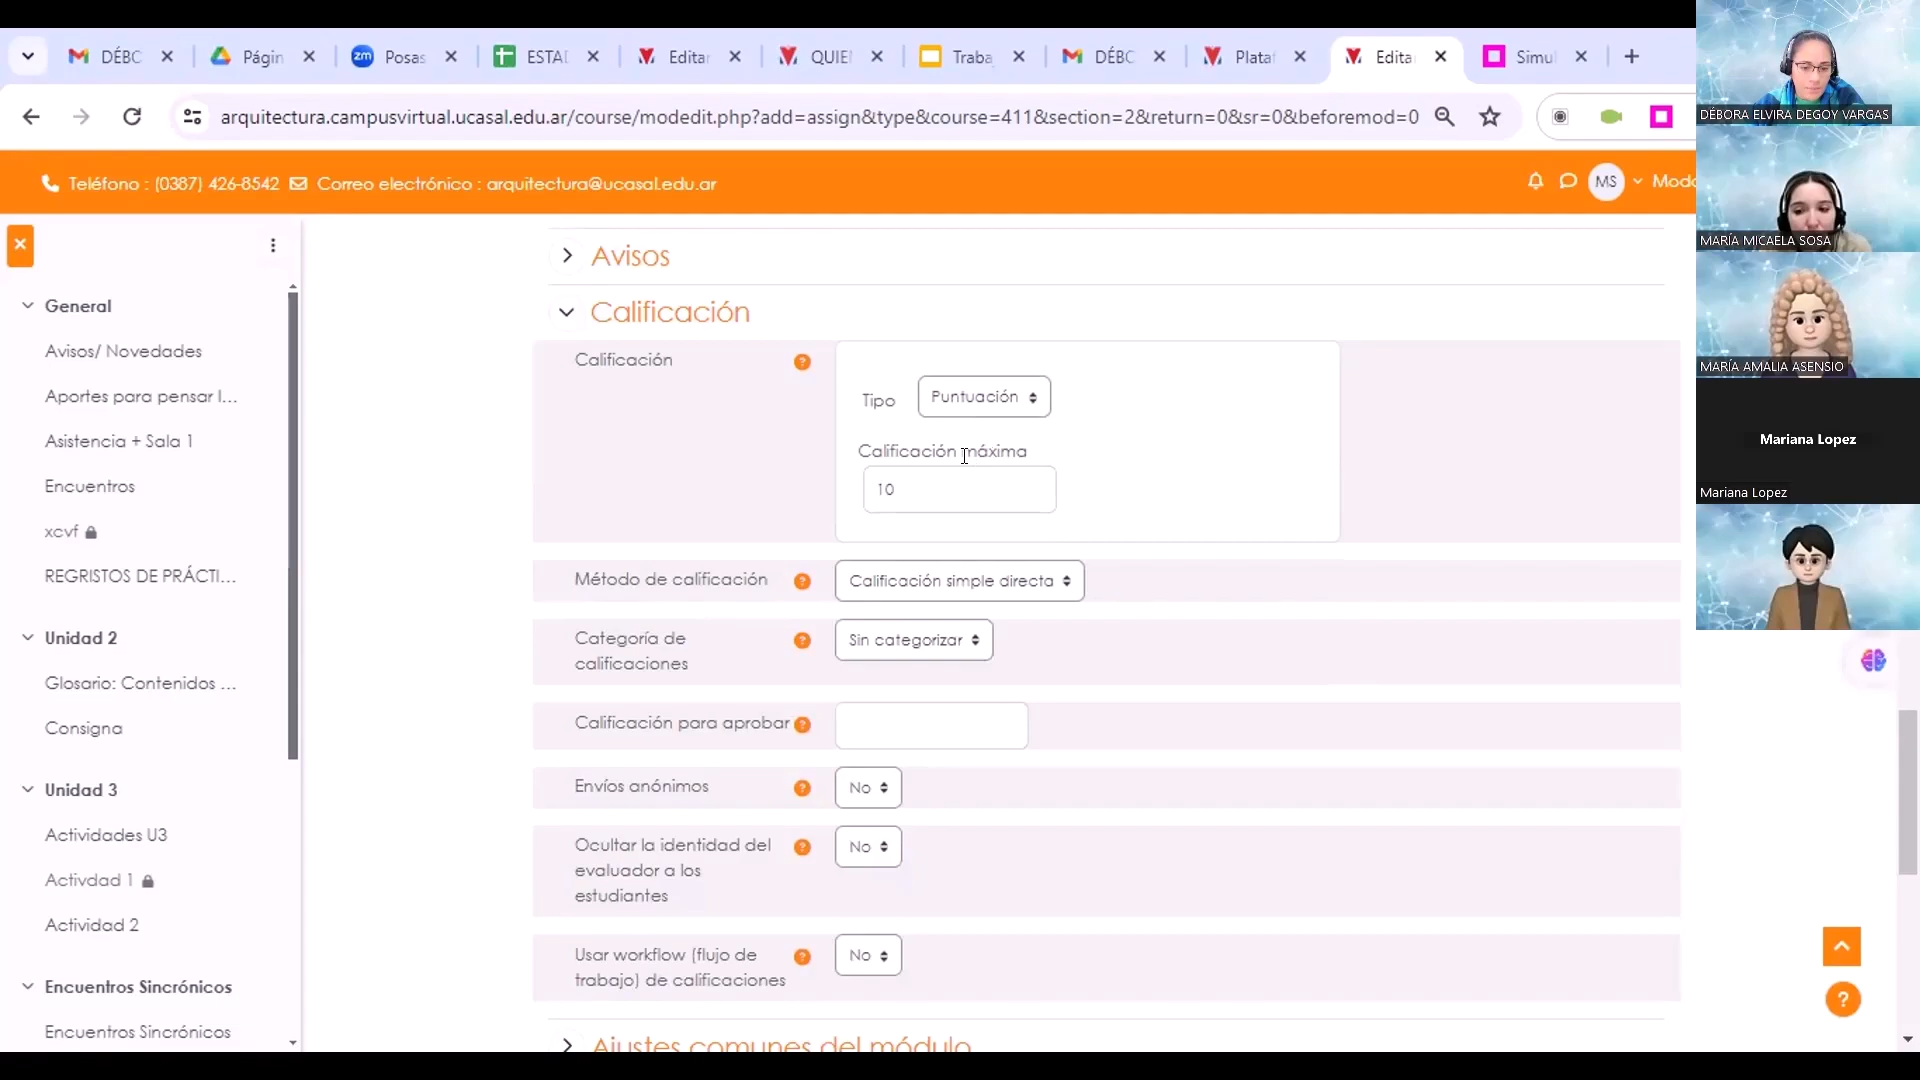 DÉBC
Págin
zm
Posas
ESTAD
Editar
QUIEN
Traba
DÉBC
Plataf
Edita
Simul
arquitectura.campusvirtual.ucasal.edu.ar/course/modedit.php?add=assign&type&course=411&section=2&return=0&sr=0&beforemod=0
Teléfono : (0387) 426-8542
Correo electrónico : arquitectura@ucasal.edu.ar
MS
Modo
General
Avisos/ Novedades
Aportes para pensar l...
Asistencia + Sala 1
Encuentros
xcvf
REGRISTOS DE PRÁCTI...
Unidad 2
Glosario: Contenidos ...
Consigna
Unidad 3
Actividades U3
Activdad 1
Actividad 2
Encuentros Sincrónicos
Encuentros Sincrónicos
Avisos
Calificación
Calificación
?
Tipo
Puntuación
Calificación máxima
10
Método de calificación
?
Calificación simple directa
Categoría de
calificaciones
?
Sin categorizar
Calificación para aprobar
?
Envíos anónimos
?
No
Ocultar la identidad del
evaluador a los
estudiantes
?
No
Usar workflow (flujo de
trabajo) de calificaciones
?
No
Ajustes comunes del módulo
?
DÉBORA ELVIRA DEGOY VARGAS
MARÍA MICAELA SOSA
MARÍA AMALIA ASENSIO
Mariana Lopez
Mariana Lopez